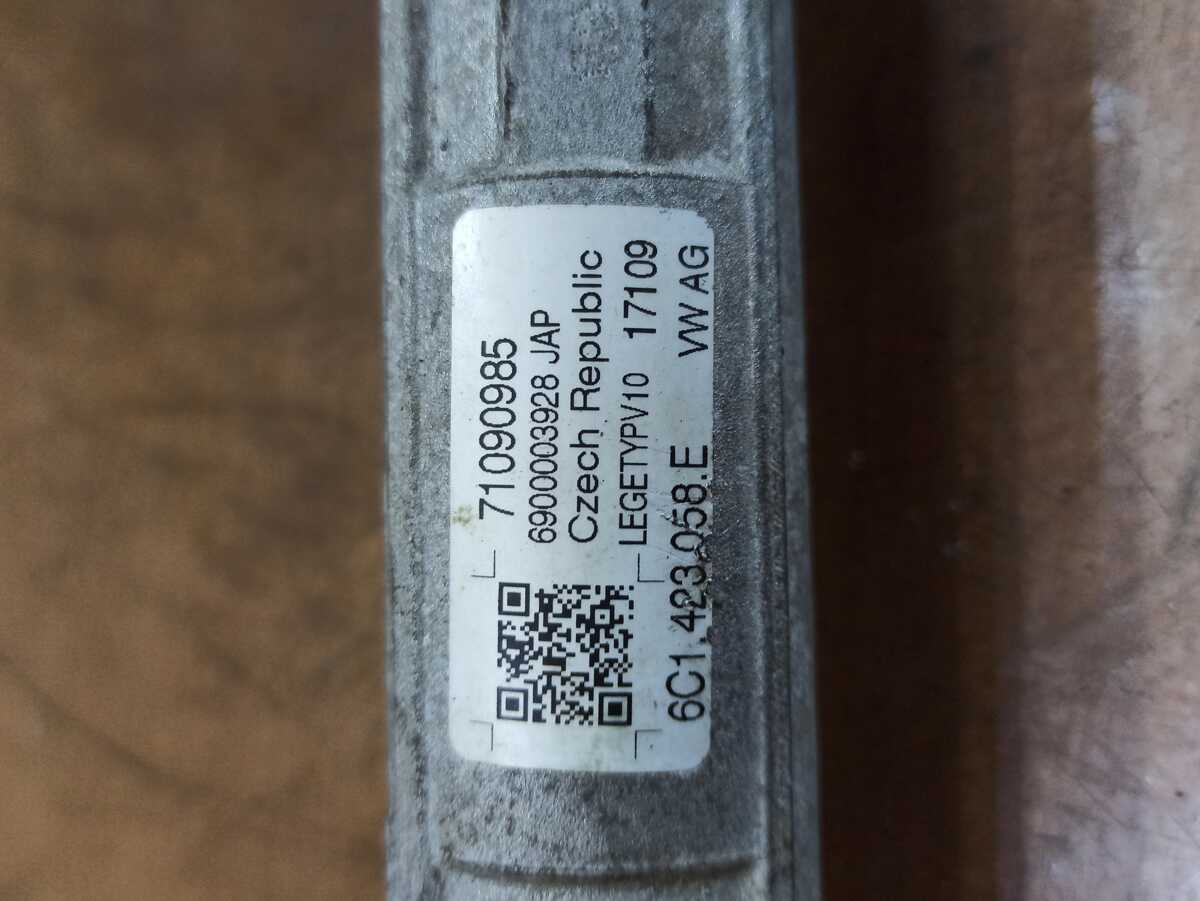 71090985
6900003928 JAP
Czech Republic
LEGETYPV10 17109
6C1.423.058.E VW AG